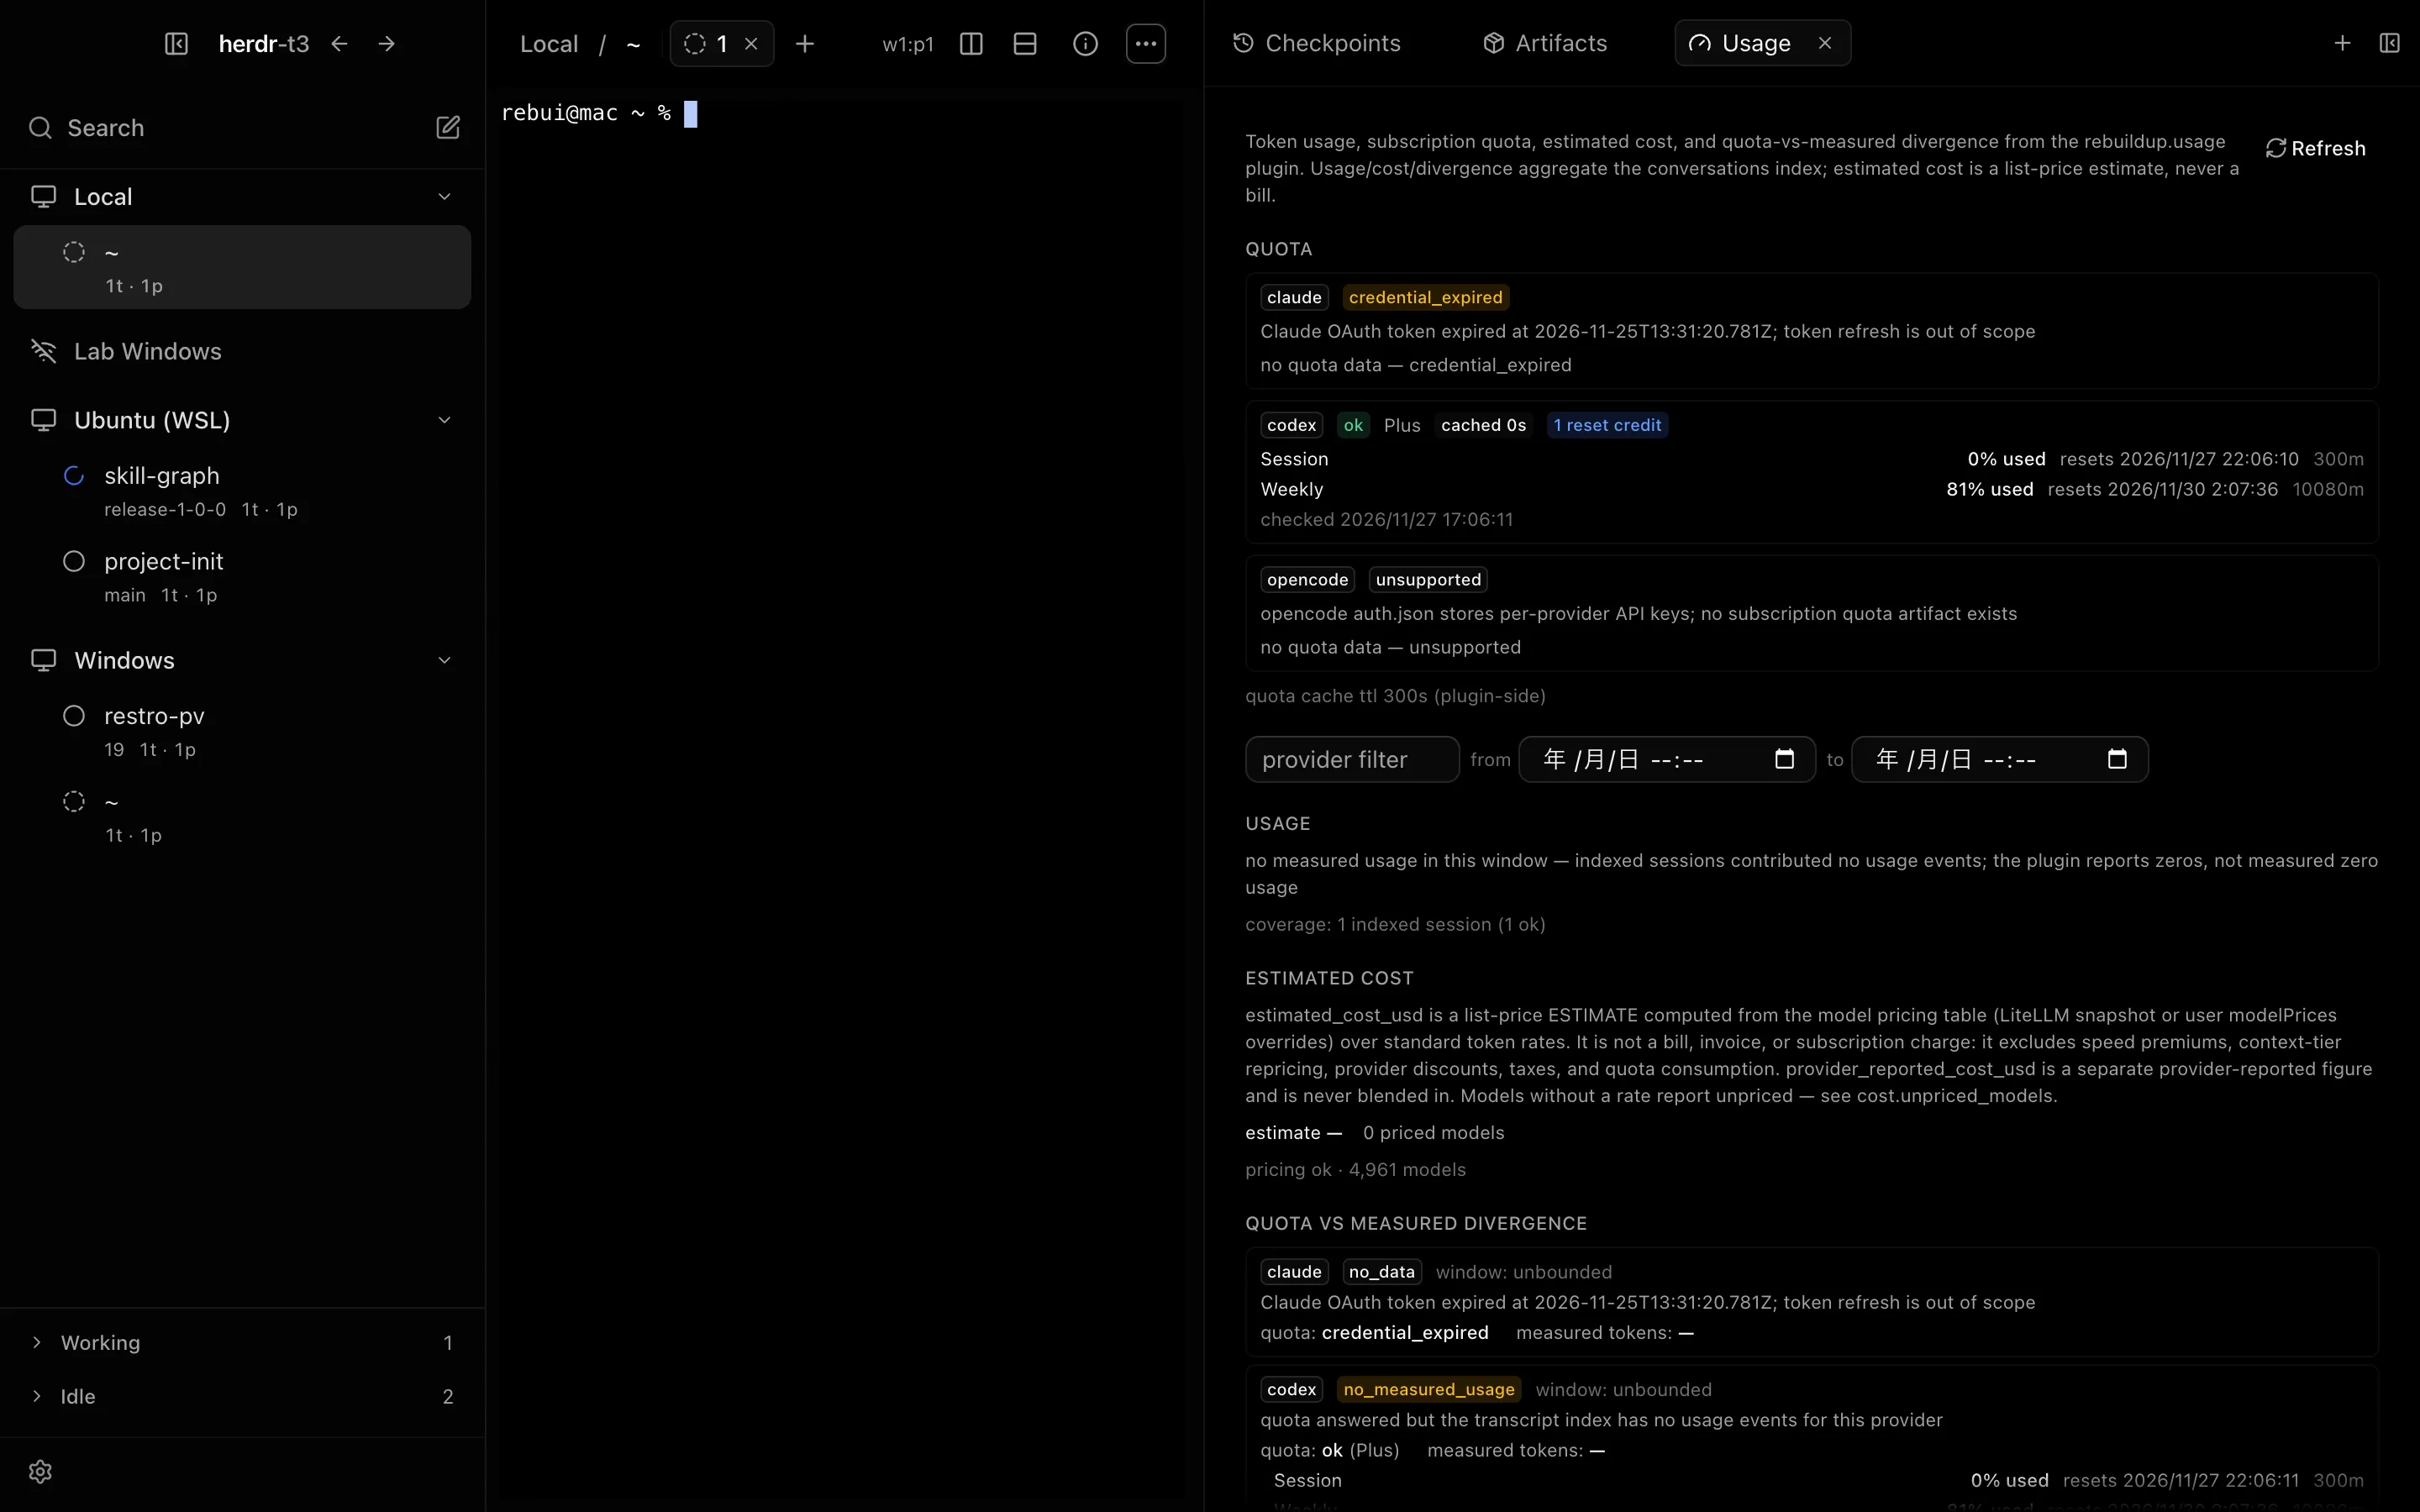 herdr-t3
Search
Local
~
1t · 1p
Lab Windows
Ubuntu (WSL)
skill-graph
release-1-0-0 1t · 1p
project-init
main 1t · 1p
Windows
restro-pv
19 1t · 1p
~
1t · 1p
Working 1
Idle 2
Local / ~ 1 w1:p1
rebui@mac ~ %
Checkpoints Artifacts Usage
Token usage, subscription quota, estimated cost, and quota-vs-measured divergence from the rebuildup.usage
plugin. Usage/cost/divergence aggregate the conversations index; estimated cost is a list-price estimate, never a
bill.
Refresh
QUOTA
claude credential_expired
Claude OAuth token expired at 2026-11-25T13:31:20.781Z; token refresh is out of scope
no quota data — credential_expired
codex ok Plus cached 0s 1 reset credit
Session 0% used resets 2026/11/27 22:06:10 300m
Weekly 81% used resets 2026/11/30 2:07:36 10080m
checked 2026/11/27 17:06:11
opencode unsupported
opencode auth.json stores per-provider API keys; no subscription quota artifact exists
no quota data — unsupported
quota cache ttl 300s (plugin-side)
provider filter from 年 /月/日 --:-- to 年 /月/日 --:--
USAGE
no measured usage in this window — indexed sessions contributed no usage events; the plugin reports zeros, not measured zero
usage
coverage: 1 indexed session (1 ok)
ESTIMATED COST
estimated_cost_usd is a list-price ESTIMATE computed from the model pricing table (LiteLLM snapshot or user modelPrices
overrides) over standard token rates. It is not a bill, invoice, or subscription charge: it excludes speed premiums, context-tier
repricing, provider discounts, taxes, and quota consumption. provider_reported_cost_usd is a separate provider-reported figure
and is never blended in. Models without a rate report unpriced — see cost.unpriced_models.
estimate — 0 priced models
pricing ok · 4,961 models
QUOTA VS MEASURED DIVERGENCE
claude no_data window: unbounded
Claude OAuth token expired at 2026-11-25T13:31:20.781Z; token refresh is out of scope
quota: credential_expired measured tokens: —
codex no_measured_usage window: unbounded
quota answered but the transcript index has no usage events for this provider
quota: ok (Plus) measured tokens: —
Session 0% used resets 2026/11/27 22:06:11 300m